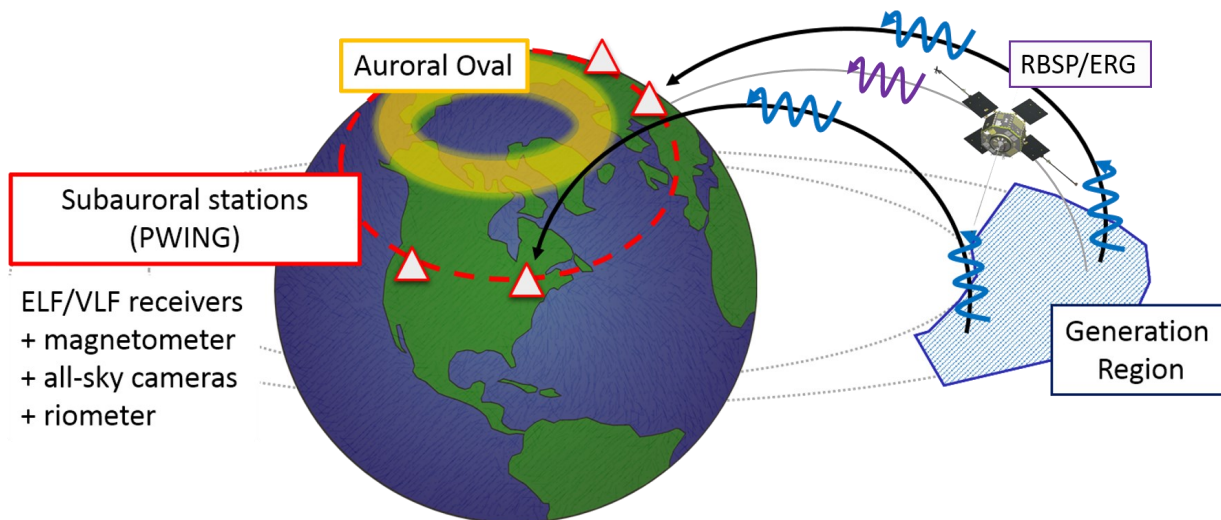 Auroral Oval
RBSP/ERG
Subauroral stations
(PWING)
ELF/VLF receivers
+ magnetometer
+ all-sky cameras
+ riometer
Generation
Region